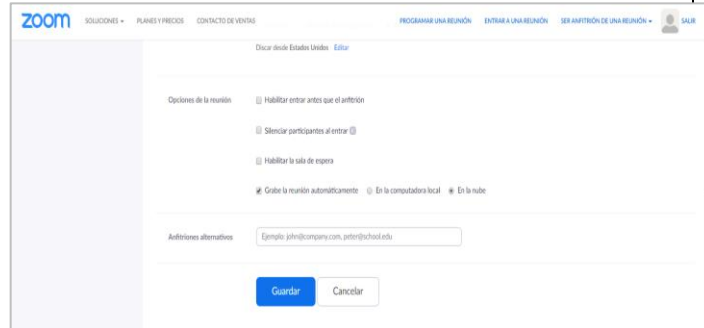 zoom SOLUCIONES PLANES Y PRECIOS CONTACTO DE VENTAS PROGRAMAR UNA REUNIÓN ENTRAR A UNA REUNIÓN SER ANFITRIÓN DE UNA REUNIÓN SALIR
Discar desde Estados Unidos Editar
Opciones de la reunión Habilitar entrar antes que el anfitrión
Silenciar participantes al entrar
Habilitar la sala de espera
Grabe la reunión automáticamente En la computadora local En la nube
Anfitriones alternativos Ejemplo: john@company.com, peter@school.edu
Guardar Cancelar